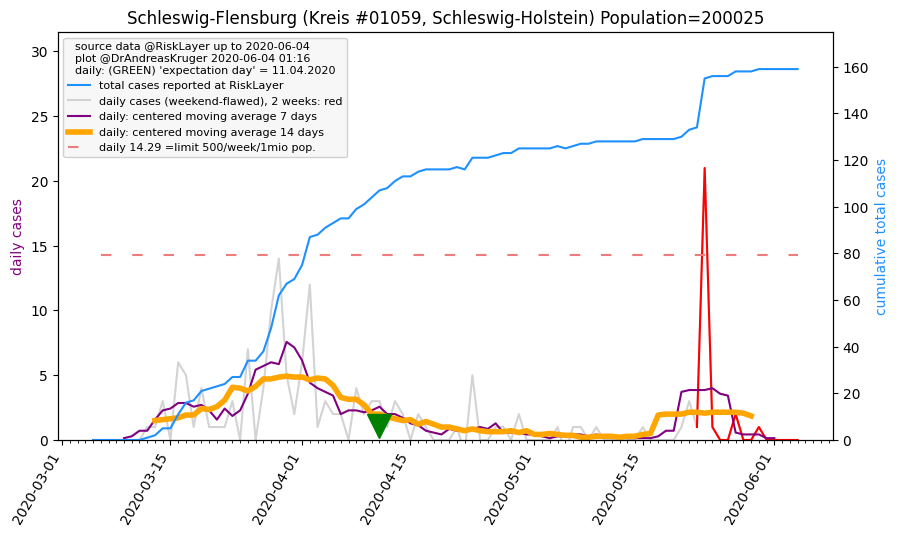 Schleswig-Flensburg (Kreis #01059, Schleswig-Holstein) Population=200025
source data @RiskLayer up to 2020-06-04
plot @DrAndreasKruger 2020-06-04 01:16
daily: (GREEN) 'expectation day' = 11.04.2020
total cases reported at RiskLayer
daily cases (weekend-flawed), 2 weeks: red
daily: centered moving average 7 days
daily: centered moving average 14 days
daily 14.29 =limit 500/week/1mio pop.
daily cases
30
25
20
15
10
5
0
cumulative total cases
160
140
120
100
80
60
40
20
0
2020-03-01
2020-03-15
2020-04-01
2020-04-15
2020-05-01
2020-05-15
2020-06-01